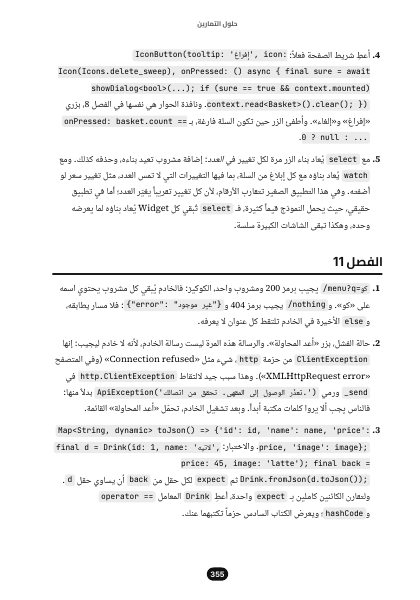 حلول التمارين
4. أعطِ شريط الصفحة فعلاً: IconButton(tooltip: 'إفراغ', icon:
Icon(Icons.delete_sweep), onPressed: () async { final sure = await
showDialog<bool>(...); if (sure == true && context.mounted)
context.read<Basket>().clear(); }). ونافذة الحوار هي نفسها في الفصل 8، بزري
«إفراغ» و«إلغاء». وأطفئ الزر حين تكون السلة فارغة، بـ onPressed: basket.count ==
0 ? null : ...
5. مع select يُعاد بناء الزر مرة لكل تغيير في العدد: إضافة مشروب تعيد بناءه، وحذفه كذلك. ومع
watch يُعاد بناؤه مع كل إبلاغ من السلة، بما فيها التغييرات التي لا تمس العدد، مثل تغيير سعر لو
أضفته. وفي هذا التطبيق الصغير تتقارب الأرقام، لأن كل تغيير تقريباً يغيّر العدد؛ أما في تطبيق
حقيقي، حيث يحمل النموذج قيماً كثيرة، فـ select تُبقي كل Widget يُعاد بناؤه لما يعرضه
وحده، وهكذا تبقى الشاشات الكبيرة سلسة.
الفصل 11
1. /menu?q=كو يجيب برمز 200 ومشروب واحد، الكوكيز: فالخادم يُبقي كل مشروب يحتوي اسمه
على «كو». و /nothing يجيب برمز 404 و {"error": "غير موجود"} : فلا مسار يطابقه،
و else الأخيرة في الخادم تلتقط كل عنوان لا يعرفه.
2. حالة الفشل، بزر «أعد المحاولة». والرسالة هذه المرة ليست رسالة الخادم، لأنه لا خادم ليجيب: إنها
ClientException من حزمة http ، شيء مثل «Connection refused» (وفي المتصفح
«XMLHttpRequest error»). وهذا سبب جيد لالتقاط http.ClientException في
_send ورمي ApiException('تعذّر الوصول إلى المقهى. تحقق من اتصالك.') بدلاً منها:
فالناس يجب ألا يروا كلمات مكتبة أبداً. وبعد تشغيل الخادم، تحمّل «أعد المحاولة» القائمة.
3. Map<String, dynamic> toJson() => {'id': id, 'name': name, 'price':
price, 'image': image};. والاختبار: final d = Drink(id: 1, name: 'لاتيه',
price: 45, image: 'latte'); final back =
Drink.fromJson(d.toJson()); ثم expect لكل حقل من back أن يساوي حقل d .
ولتقارن الكائنين كاملين بـ expect واحدة، أعطِ Drink المعامل operator ==
و hashCode ؛ ويعرض الكتاب السادس حزماً تكتبهما عنك.
355